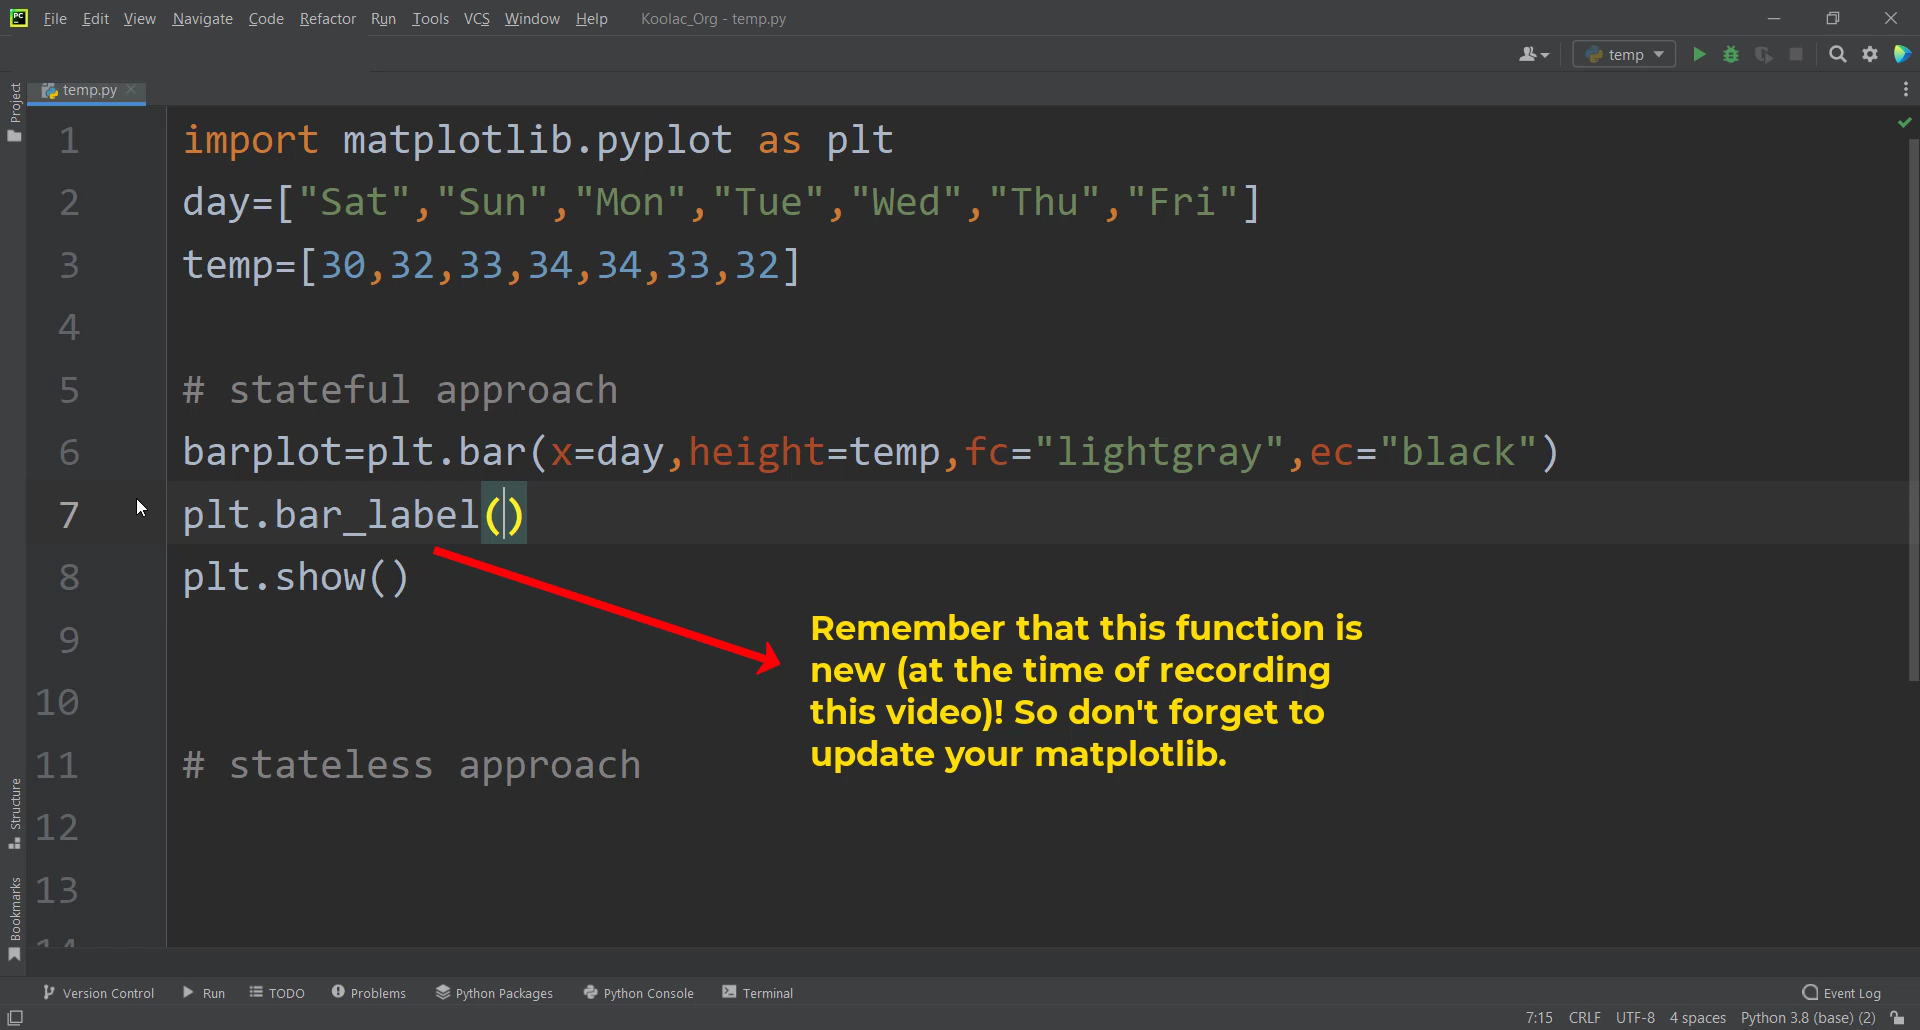 File Edit View Navigate Code Refactor Run Tools VCS Window Help Koolac_Org - temp.py
temp
temp.py
Project
1 import matplotlib.pyplot as plt
2 day=["Sat","Sun","Mon","Tue","Wed","Thu","Fri"]
3 temp=[30,32,33,34,34,33,32]
4
5 # stateful approach
6 barplot=plt.bar(x=day,height=temp,fc="lightgray",ec="black")
7 plt.bar_label()
8 plt.show()
Remember that this function is
new (at the time of recording
this video)! So don't forget to
update your matplotlib.
9
10
11 # stateless approach
12
13
14
Structure
Bookmarks
Version Control Run TODO Problems Python Packages Python Console Terminal Event Log
7:15 CRLF UTF-8 4 spaces Python 3.8 (base) (2)